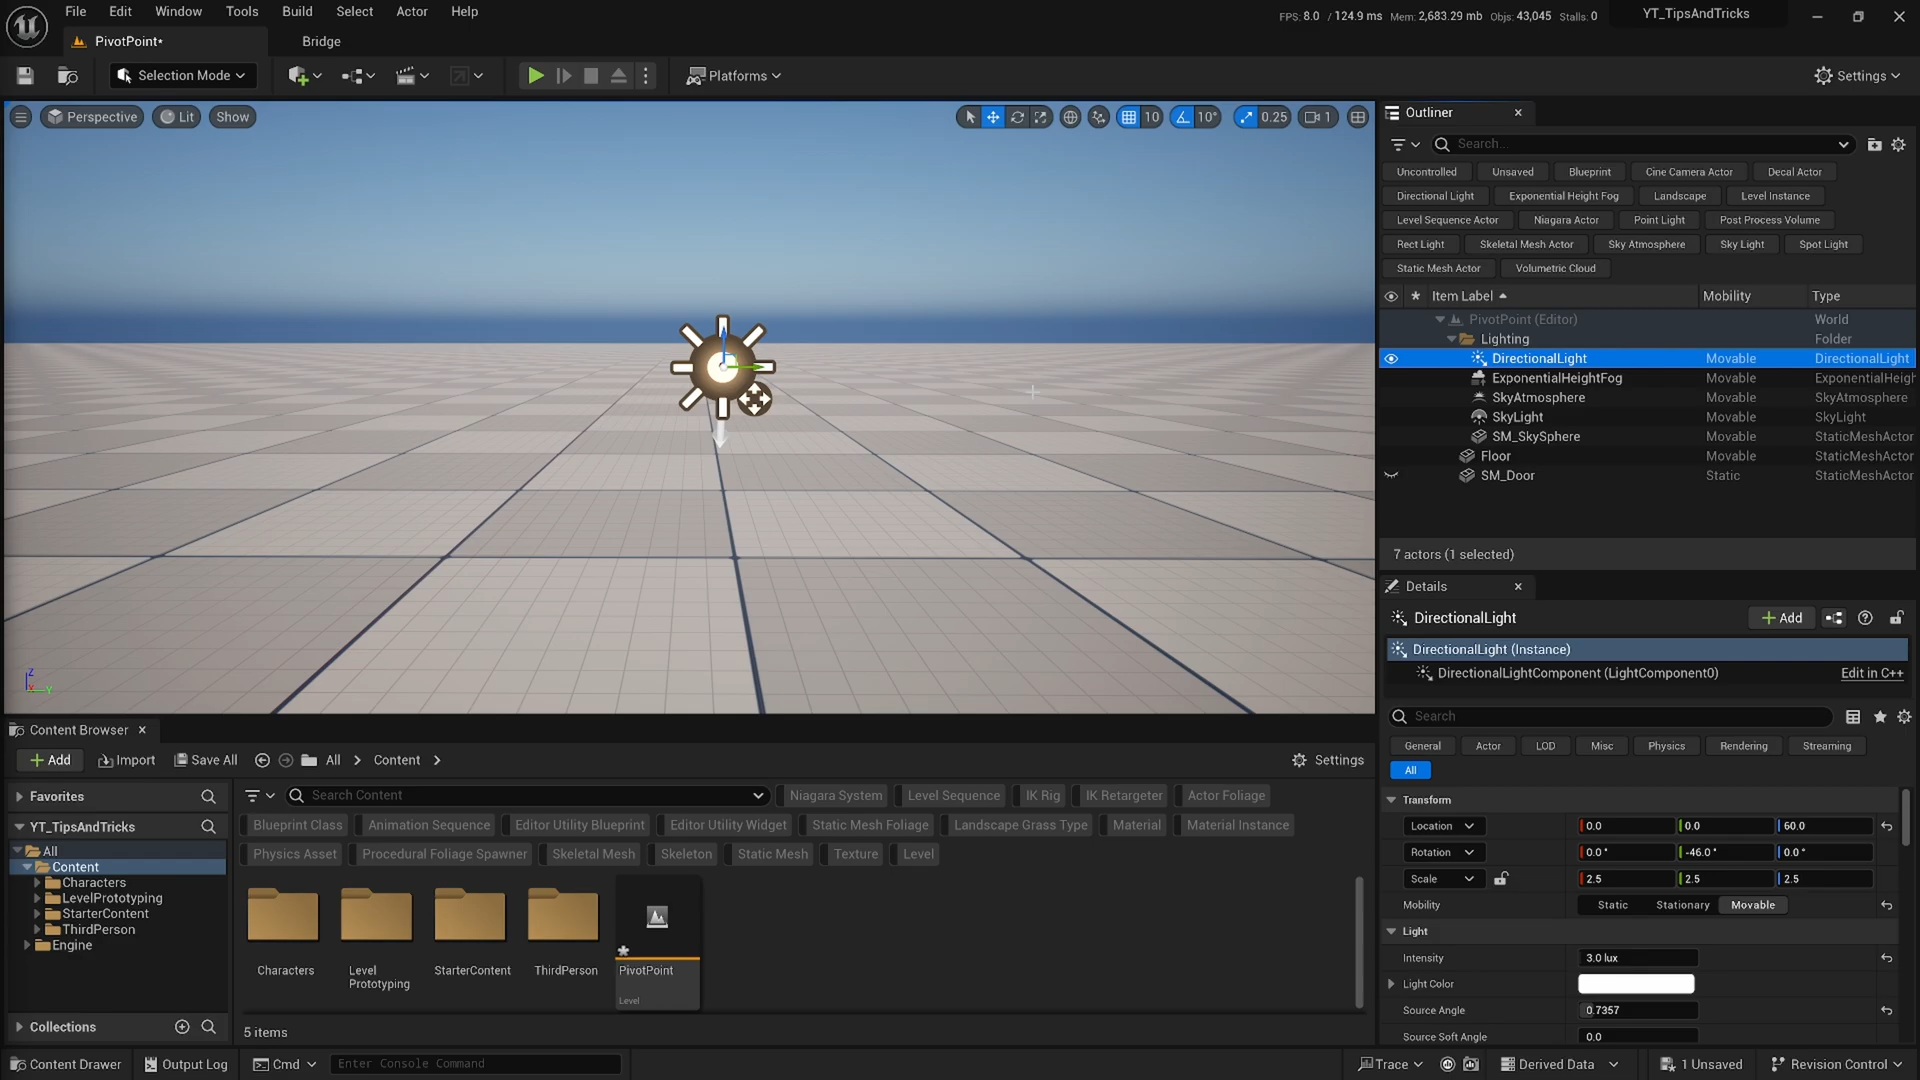 File Edit Window Tools Build Select Actor Help
FPS: 8.0 / 124.9 ms Mem: 2,683.29 mb Objs: 43,045 Stalls: 0 YT_TipsAndTricks
PivotPoint* Bridge
Selection Mode Platforms Settings
Perspective Lit Show 10 10° 0.25 1
Outliner
Search...
Uncontrolled Unsaved Blueprint Cine Camera Actor Decal Actor
Directional Light Exponential Height Fog Landscape Level Instance
Level Sequence Actor Niagara Actor Point Light Post Process Volume
Rect Light Skeletal Mesh Actor Sky Atmosphere Sky Light Spot Light
Static Mesh Actor Volumetric Cloud
Item Label Mobility Type
PivotPoint (Editor) World
Lighting Folder
DirectionalLight Movable DirectionalLight
ExponentialHeightFog Movable ExponentialHeigh
SkyAtmosphere Movable SkyAtmosphere
SkyLight Movable SkyLight
SM_SkySphere Movable StaticMeshActor
Floor Movable StaticMeshActor
SM_Door Static StaticMeshActor
7 actors (1 selected)
Details
DirectionalLight Add
DirectionalLight (Instance)
DirectionalLightComponent (LightComponent0) Edit in C++
Search
General Actor LOD Misc Physics Rendering Streaming
All
Transform
Location 0.0 0.0 60.0
Rotation 0.0° -46.0° 0.0°
Scale 2.5 2.5 2.5
Mobility Static Stationary Movable
Light
Intensity 3.0 lux
Light Color
Source Angle 0.7357
Source Soft Angle 0.0
Z
X Y
Content Browser
Add Import Save All All Content Settings
Favorites
YT_TipsAndTricks
All
Content
Characters
LevelPrototyping
StarterContent
ThirdPerson
Engine
Collections
Search Content Niagara System Level Sequence IK Rig IK Retargeter Actor Foliage
Blueprint Class Animation Sequence Editor Utility Blueprint Editor Utility Widget Static Mesh Foliage Landscape Grass Type Material Material Instance
Physics Asset Procedural Foliage Spawner Skeletal Mesh Skeleton Static Mesh Texture Level
Characters Level Prototyping StarterContent ThirdPerson PivotPoint
Level
5 items
Content Drawer Output Log Cmd Enter Console Command Trace Derived Data 1 Unsaved Revision Control